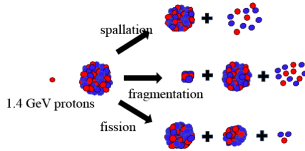 spallation
fragmentation
1.4 GeV protons
fission